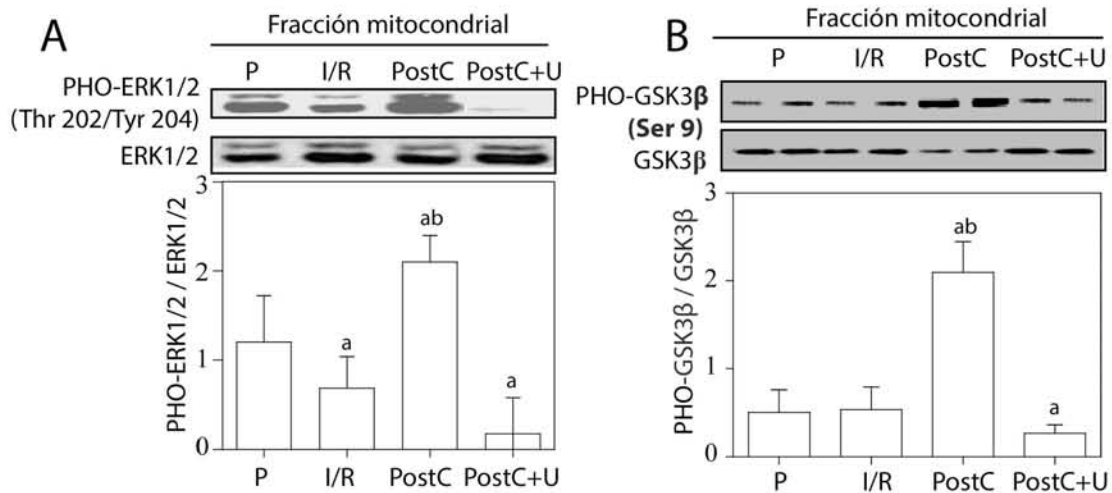 A
Fracción mitocondrial
P I/R PostC PostC+U
PHO-ERK1/2
(Thr 202/Tyr 204)
ERK1/2
3
2
1
0
PHO-ERK1/2 / ERK1/2
a
ab
a
P I/R PostC PostC+U
B
Fracción mitocondrial
P I/R PostC PostC+U
PHO-GSK3β
(Ser 9)
GSK3β
3
2
1
0
PHO-GSK3β / GSK3β
ab
a
P I/R PostC PostC+U